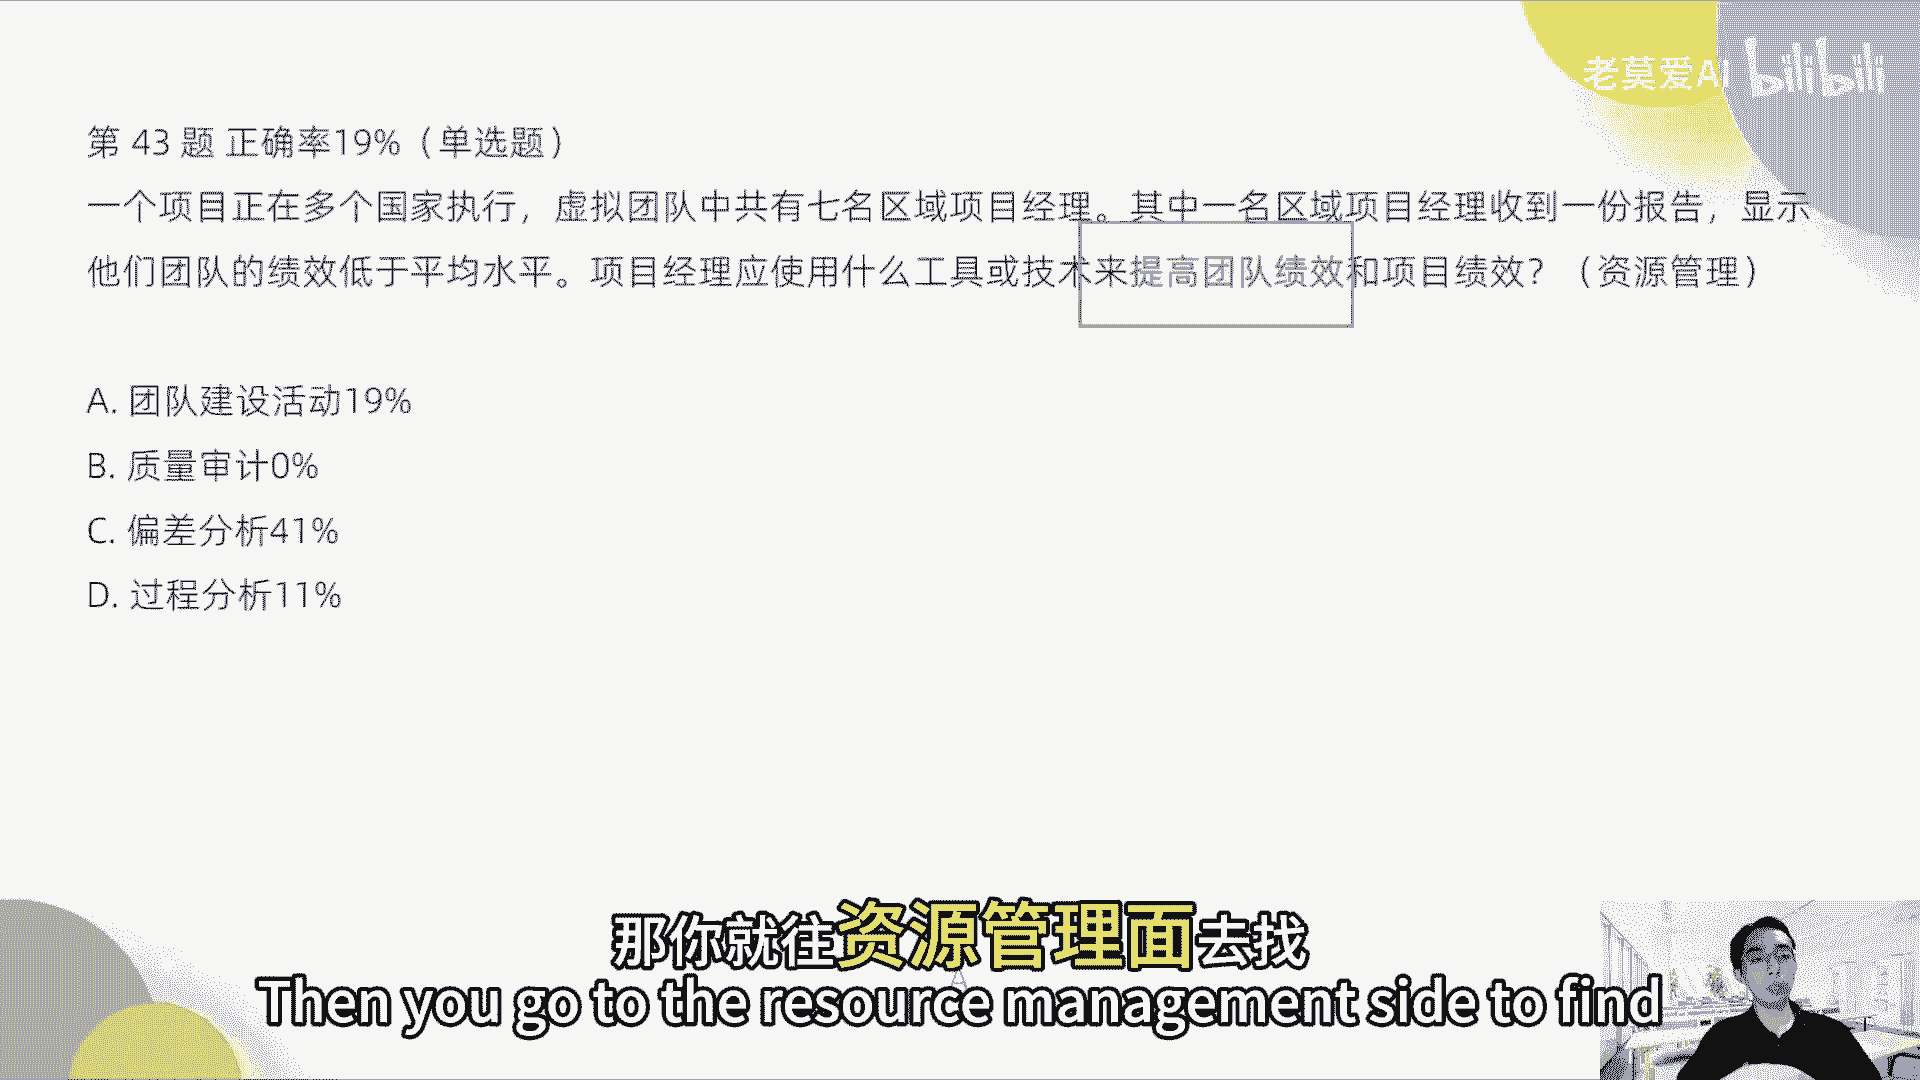 老莫爱AI bilibili
第 43 题 正确率19%（单选题）
一个项目正在多个国家执行，虚拟团队中共有七名区域项目经理。其中一名区域项目经理收到一份报告，显示
他们团队的绩效低于平均水平。项目经理应使用什么工具或技术来提高团队绩效和项目绩效？（资源管理）
A. 团队建设活动19%
B. 质量审计0%
C. 偏差分析41%
D. 过程分析11%
那你就往资源管理面去找
A
Then you go to the resource management side to find